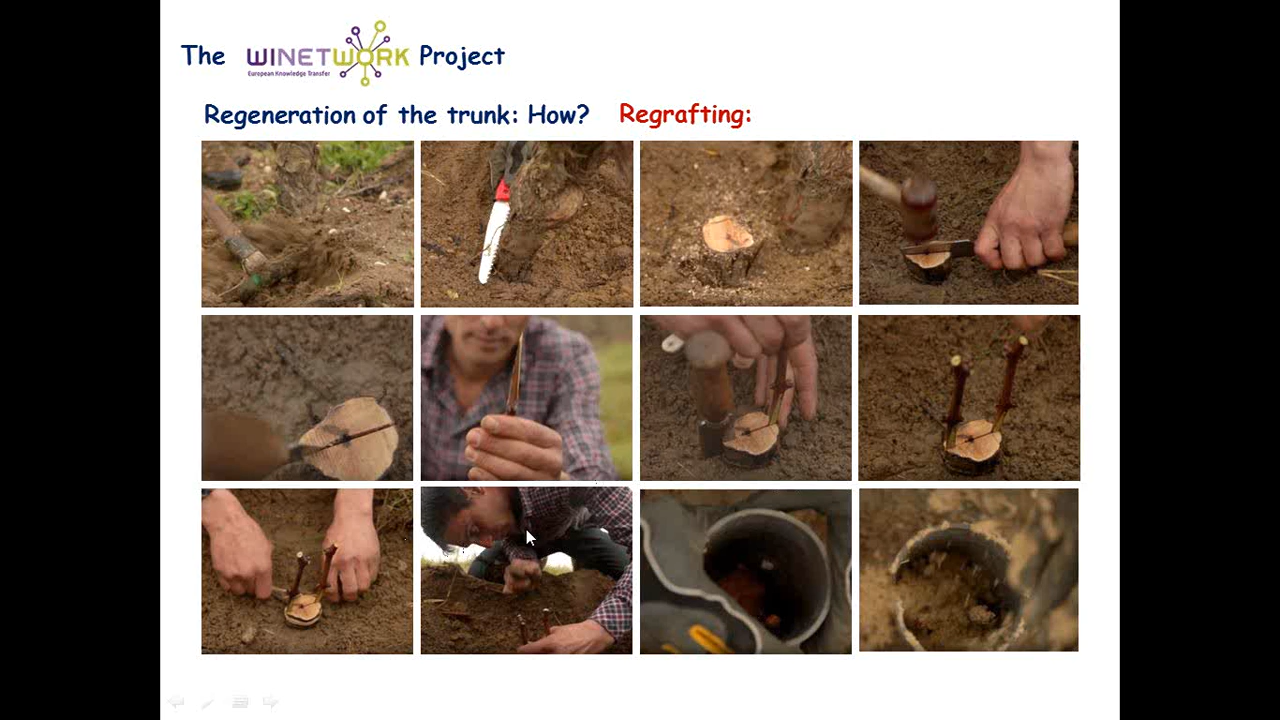 The WINETWORK Project
European Knowledge Transfer
Regeneration of the trunk: How? Regrafting: